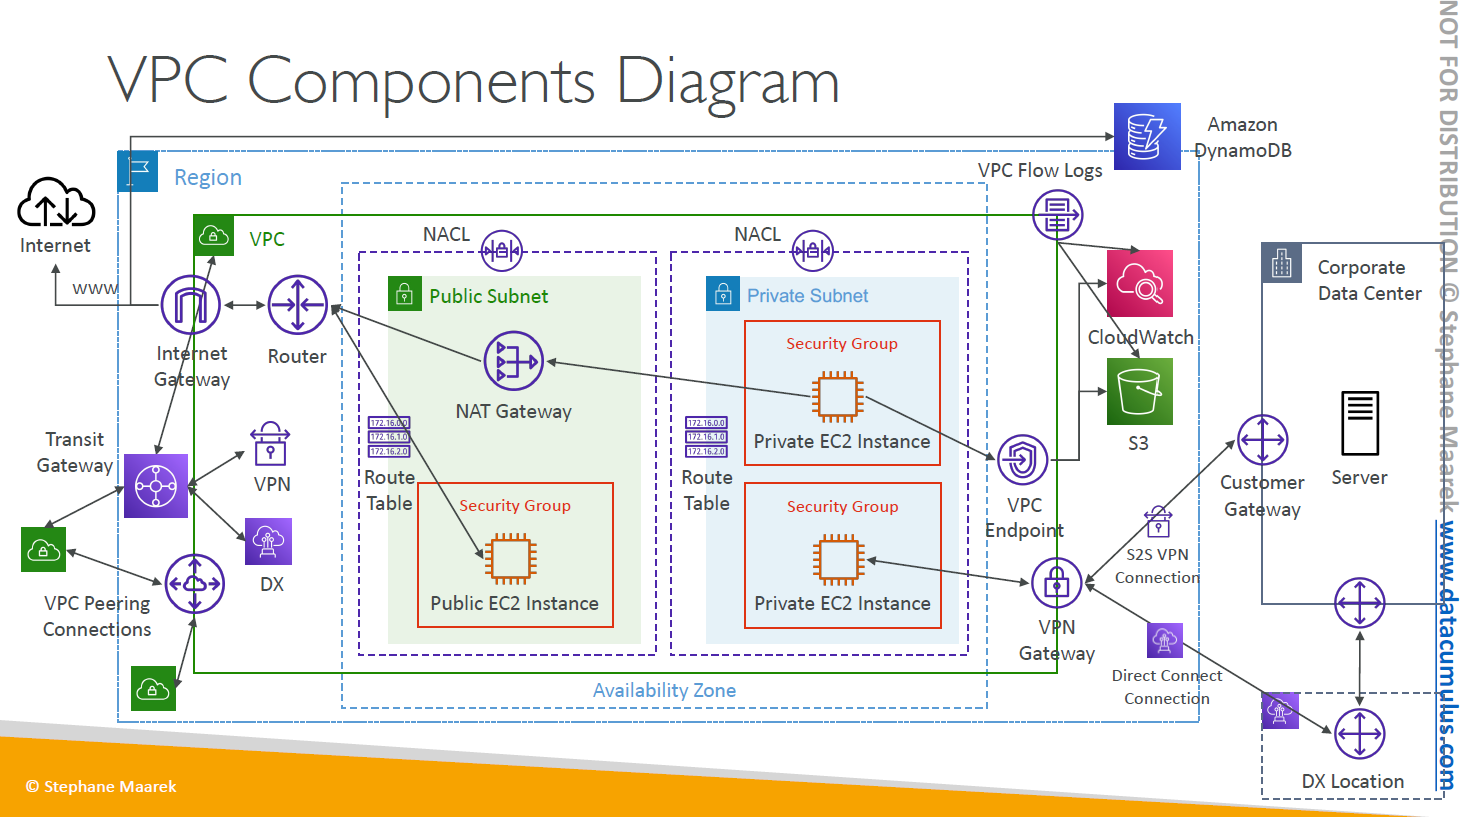 VPC Components Diagram
Amazon
DynamoDB
VPC Flow Logs
Region
Internet
VPC
NACL
NACL
Corporate
Data Center
www
Public Subnet
Private Subnet
Internet
Gateway
Router
Security Group
CloudWatch
NAT Gateway
172.16.0.0
172.16.1.0
172.16.2.0
172.16.0.0
172.16.1.0
172.16.2.0
Private EC2 Instance
S3
Transit
Gateway
VPN
Route
Table
Route
Table
Server
Customer
Gateway
Security Group
Security Group
VPC
Endpoint
S2S VPN
Connection
DX
VPC Peering
Connections
Public EC2 Instance
Private EC2 Instance
VPN
Gateway
Direct Connect
Connection
Availability Zone
DX Location
© Stephane Maarek
NOT FOR DISTRIBUTION © Stephane Maarek www.datacumulus.com